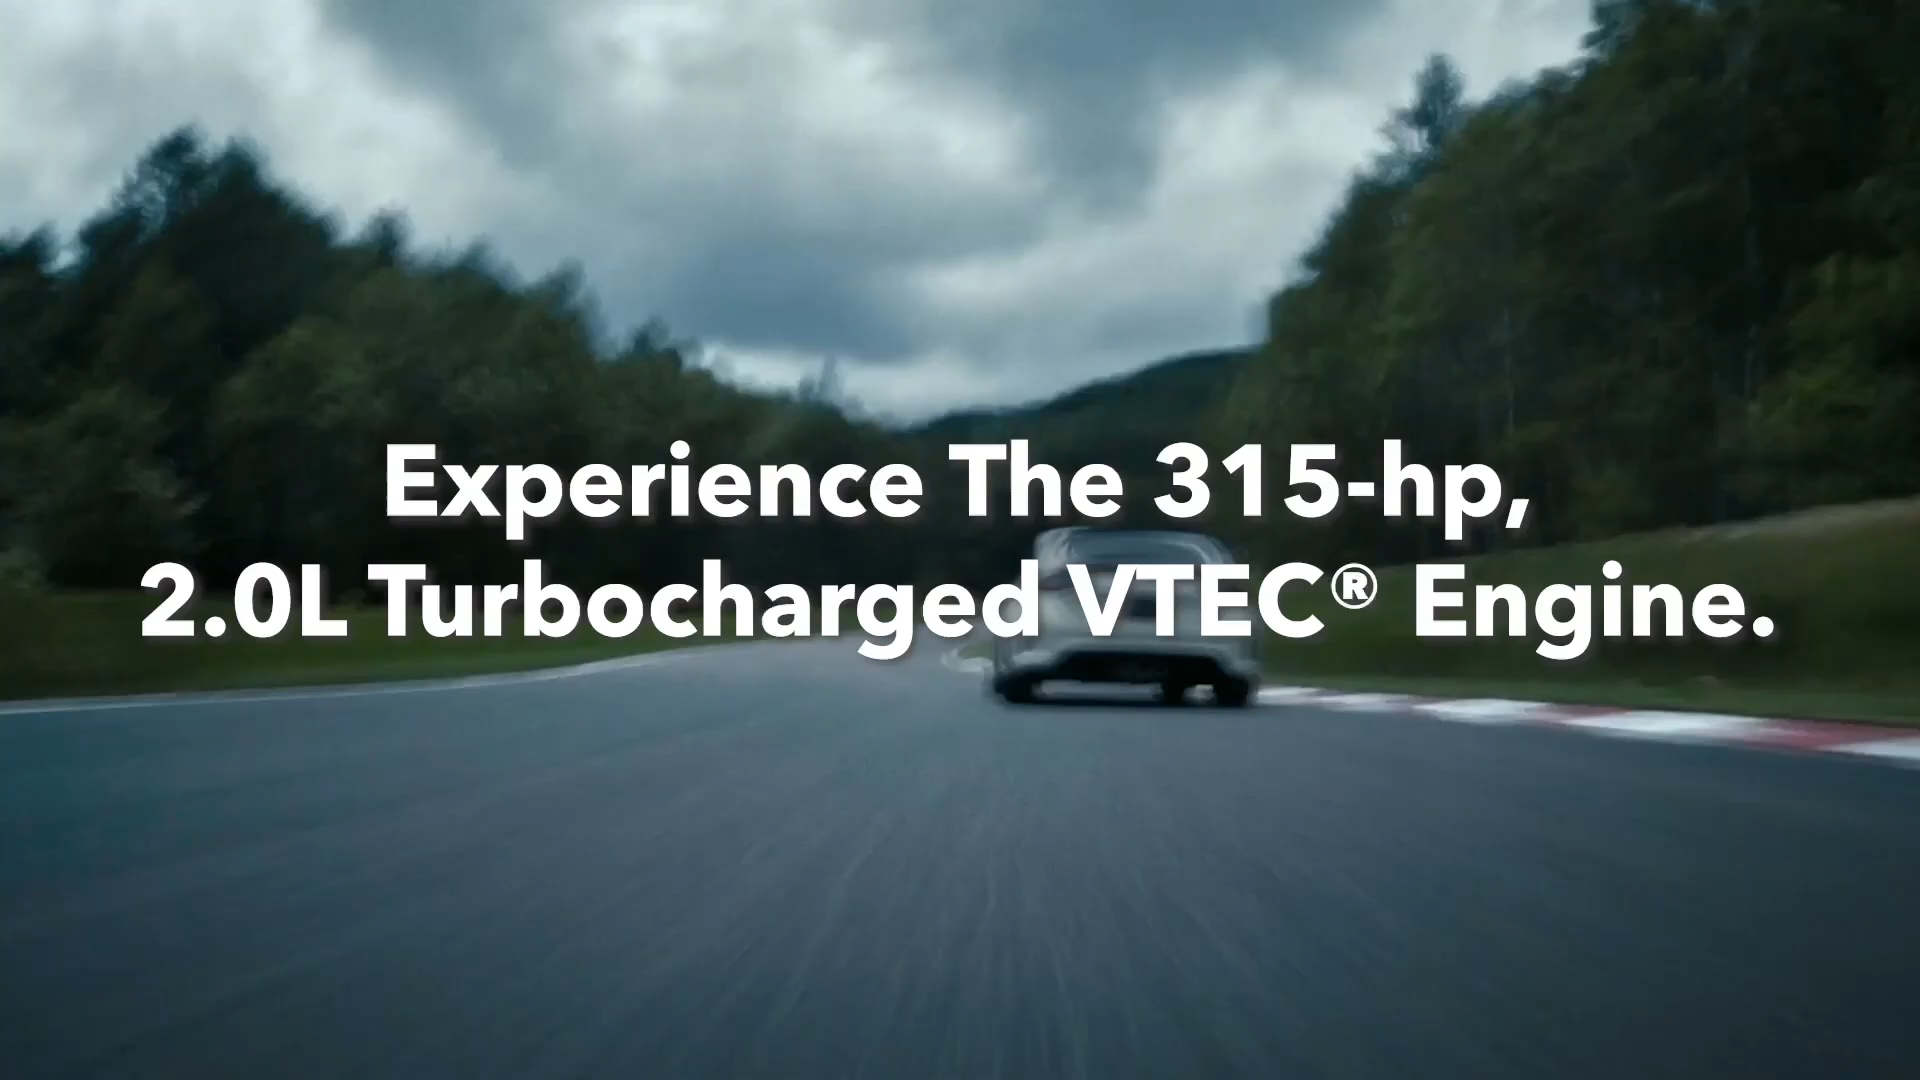 Experience The 315-hp,
2.0L Turbocharged VTEC® Engine.